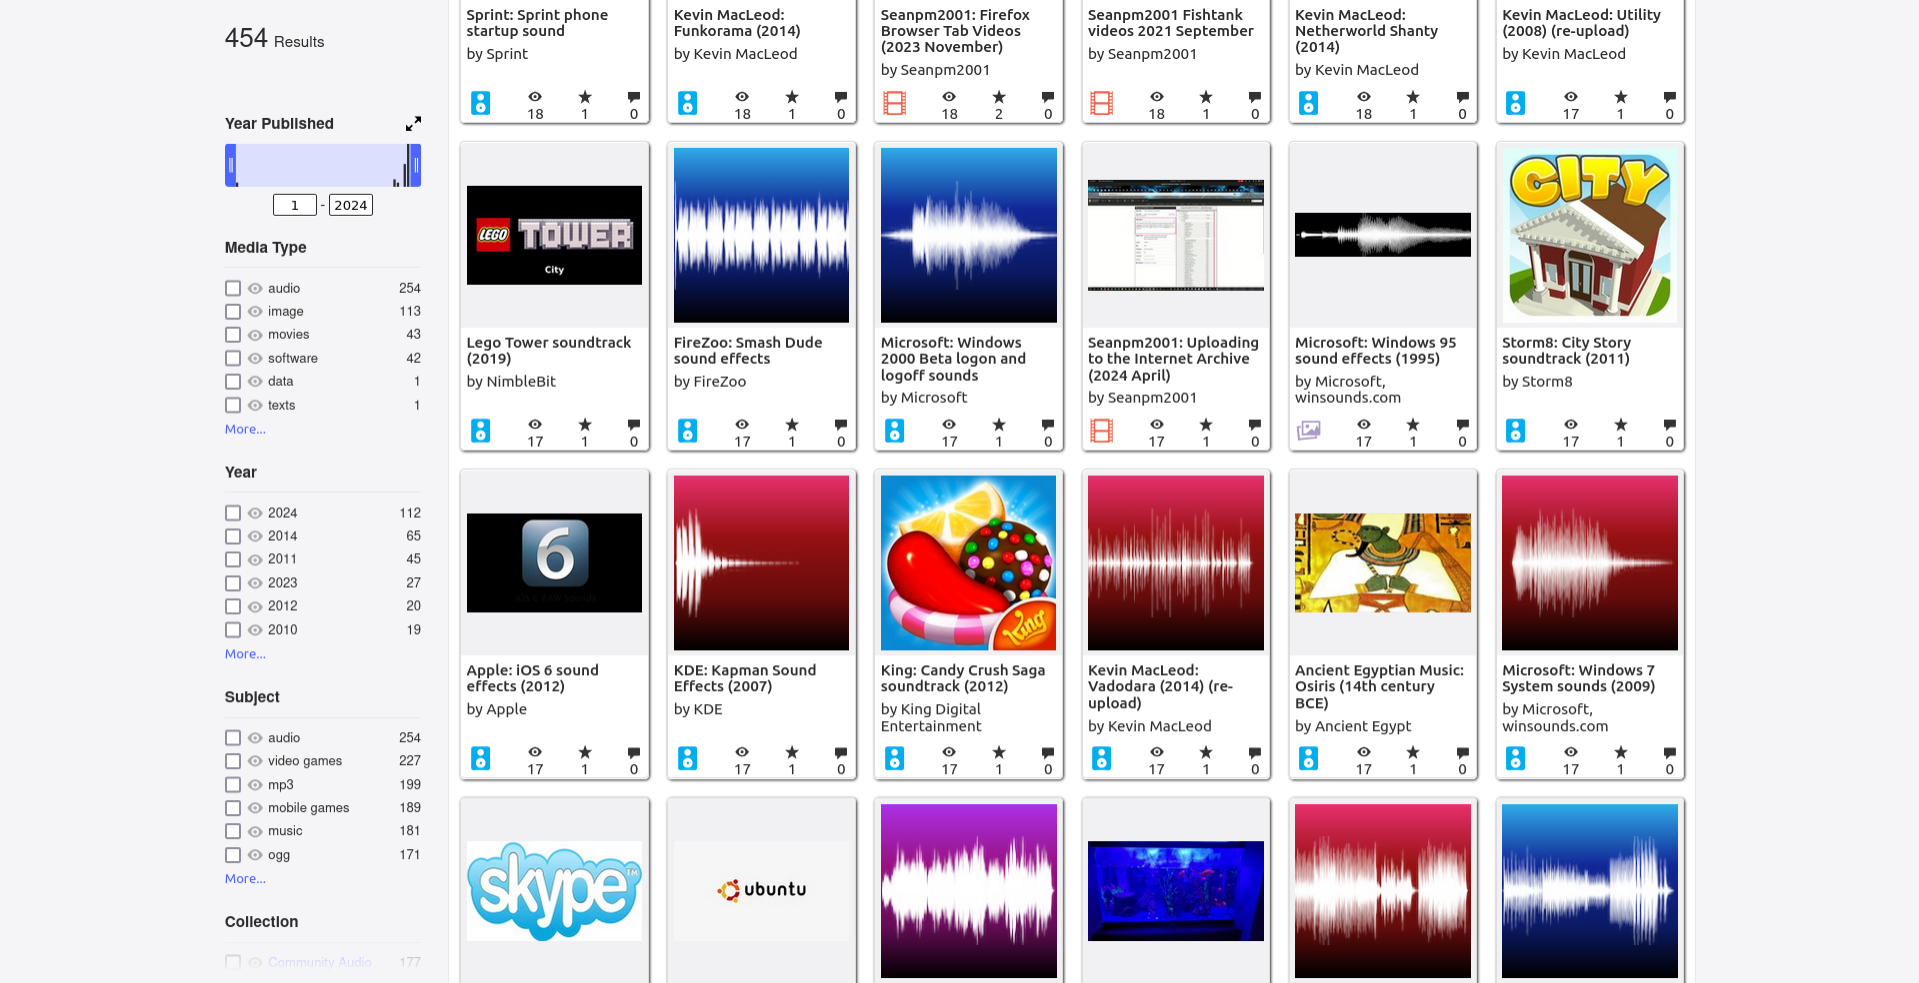 454 Results
Year Published
1 - 2024
Media Type
audio 254
image 113
movies 43
software 42
data 1
texts 1
More...
Year
2024 112
2014 65
2011 45
2023 27
2012 20
2010 19
More...
Subject
audio 254
video games 227
mp3 199
mobile games 189
music 181
ogg 171
More...
Collection
Community Audio 177
Sprint: Sprint phone
startup sound
by Sprint
18 1 0
Kevin MacLeod:
Funkorama (2014)
by Kevin MacLeod
18 1 0
Seanpm2001: Firefox
Browser Tab Videos
(2023 November)
by Seanpm2001
18 2 0
Seanpm2001 Fishtank
videos 2021 September
by Seanpm2001
18 1 0
Kevin MacLeod:
Netherworld Shanty
(2014)
by Kevin MacLeod
18 1 0
Kevin MacLeod: Utility
(2008) (re-upload)
by Kevin MacLeod
17 1 0
LEGO TOWER
City
Lego Tower soundtrack
(2019)
by NimbleBit
17 1 0
FireZoo: Smash Dude
sound effects
by FireZoo
17 1 0
Microsoft: Windows
2000 Beta logon and
logoff sounds
by Microsoft
17 1 0
Seanpm2001: Uploading
to the Internet Archive
(2024 April)
by Seanpm2001
17 1 0
Microsoft: Windows 95
sound effects (1995)
by Microsoft,
winsounds.com
17 1 0
CITY
Storm8: City Story
soundtrack (2011)
by Storm8
17 1 0
6
iOS 6 RAW Sounds
Apple: iOS 6 sound
effects (2012)
by Apple
17 1 0
KDE: Kapman Sound
Effects (2007)
by KDE
17 1 0
King
King: Candy Crush Saga
soundtrack (2012)
by King Digital
Entertainment
17 1 0
Kevin MacLeod:
Vadodara (2014) (re-
upload)
by Kevin MacLeod
17 1 0
Ancient Egyptian Music:
Osiris (14th century
BCE)
by Ancient Egypt
17 1 0
Microsoft: Windows 7
System sounds (2009)
by Microsoft,
winsounds.com
17 1 0
skype TM
ubuntu